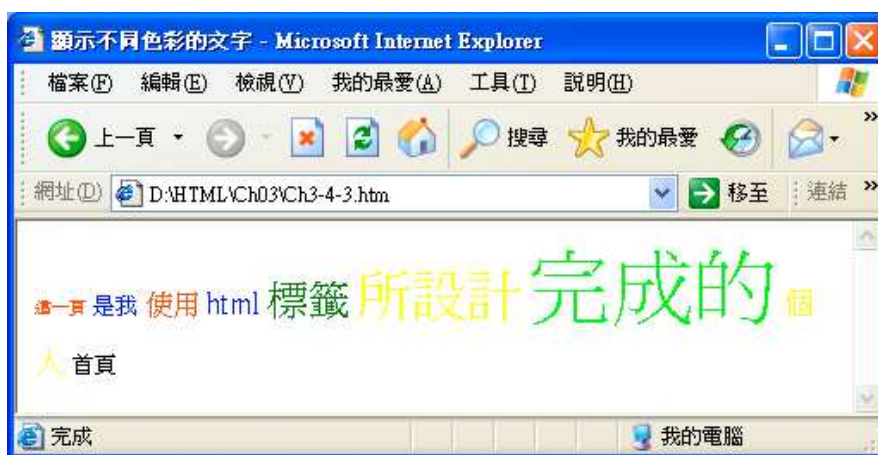 顯示不同色彩的文字 - Microsoft Internet Explorer
檔案(F) 編輯(E) 檢視(V) 我的最愛(A) 工具(T) 說明(H)
上一頁 搜尋 我的最愛 »
網址(D) D:\HTML\Ch03\Ch3-4-3.htm 移至 連結 »
這一頁 是我 使用 html 標籤 所設計 完成的 個
人 首頁
完成 我的電腦